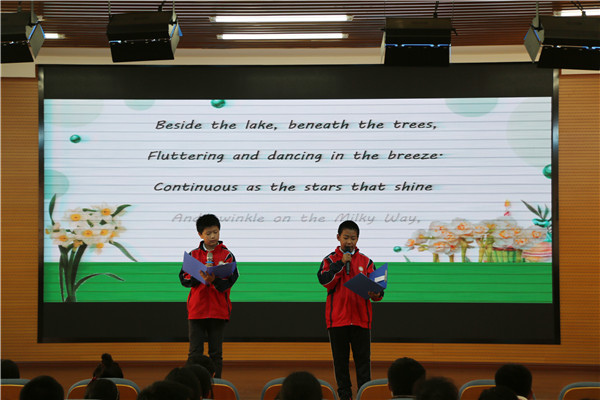 Beside the lake, beneath the trees,
Fluttering and dancing in the breeze.
Continuous as the stars that shine
And twinkle on the Milky Way,